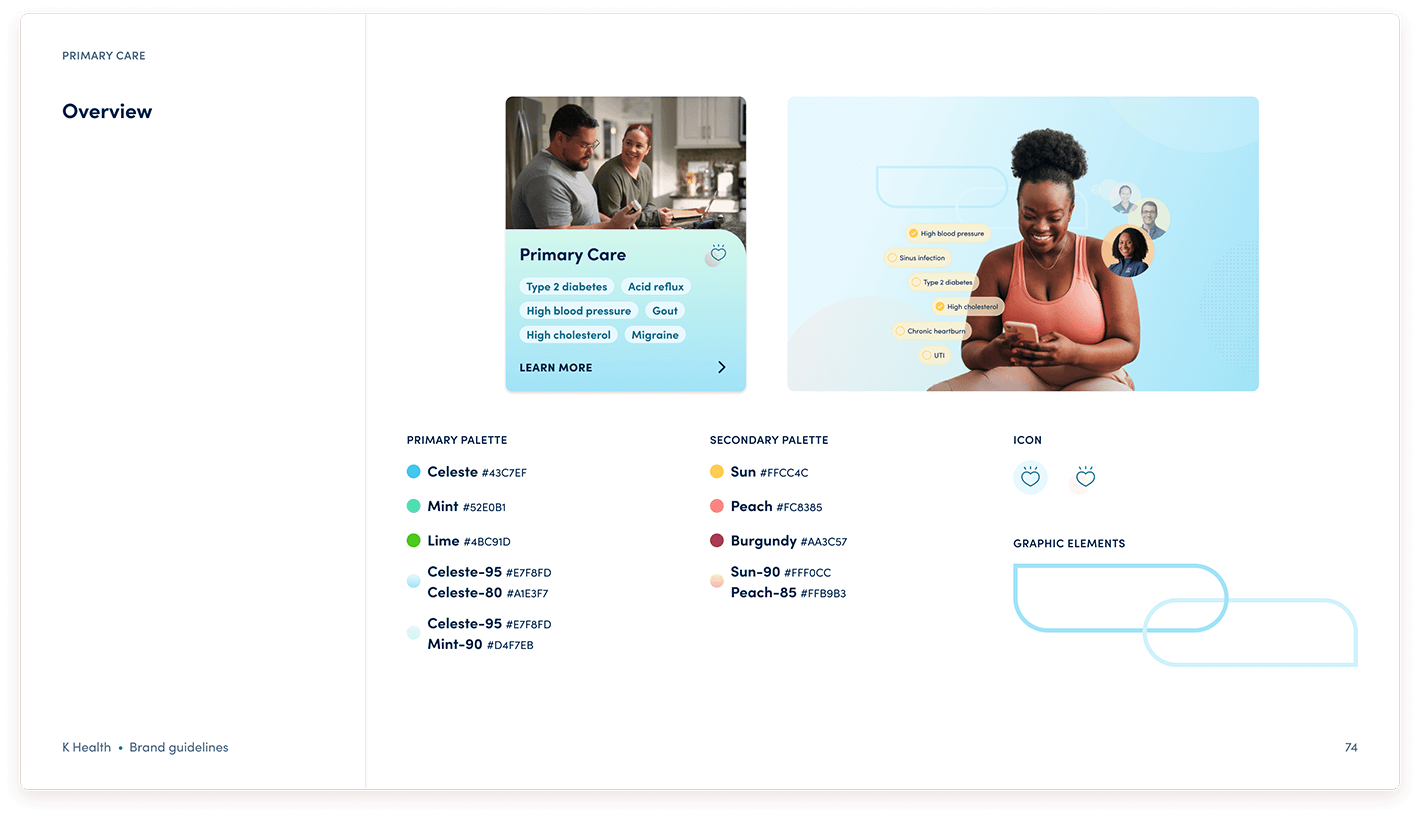 PRIMARY CARE
Overview
Primary Care
Type 2 diabetes Acid reflux
High blood pressure Gout
High cholesterol Migraine
LEARN MORE
High blood pressure
Sinus infection
Type 2 diabetes
High cholesterol
Chronic heartburn
UTI
PRIMARY PALETTE
Celeste #43C7EF
Mint #52E0B1
Lime #4BC91D
Celeste-95 #E7F8FD
Celeste-80 #A1E3F7
Celeste-95 #E7F8FD
Mint-90 #D4F7EB
SECONDARY PALETTE
Sun #FFCC4C
Peach #FC8385
Burgundy #AA3C57
Sun-90 #FFF0CC
Peach-85 #FFB9B3
ICON
GRAPHIC ELEMENTS
K Health • Brand guidelines
74